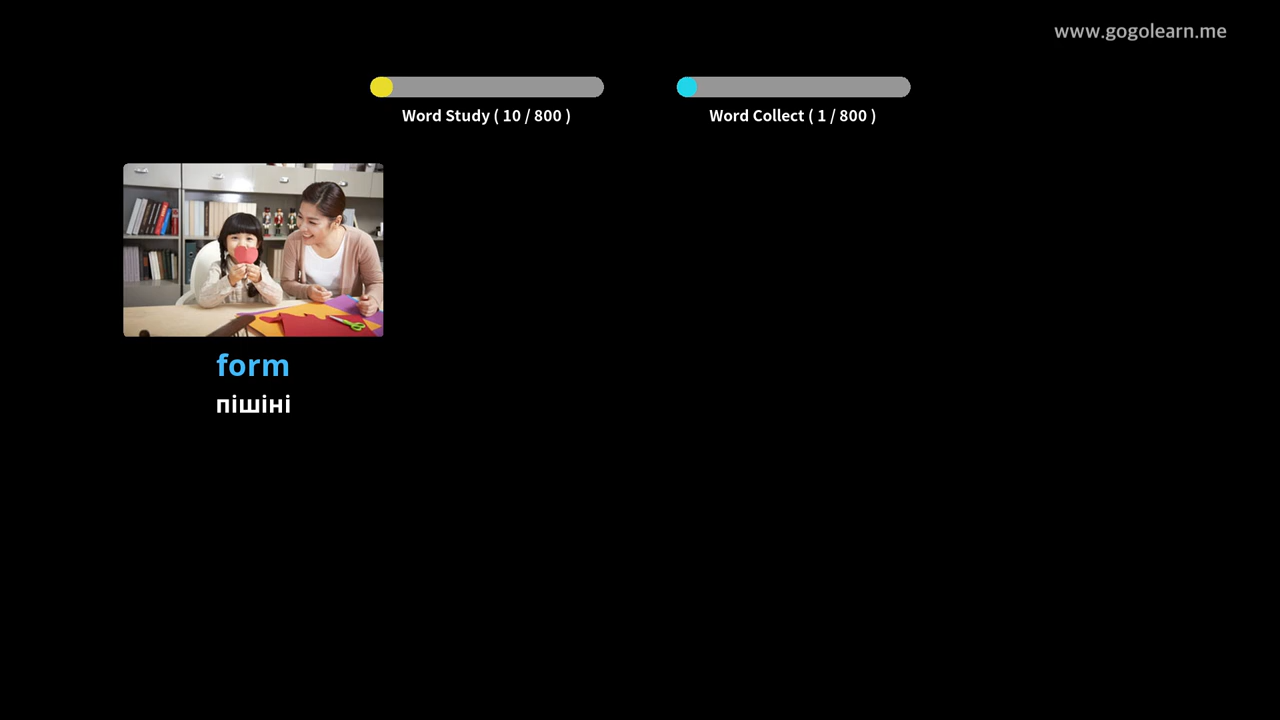 www.gogolearn.me
Word Study ( 10 / 800 )
Word Collect ( 1 / 800 )
form
пішіні